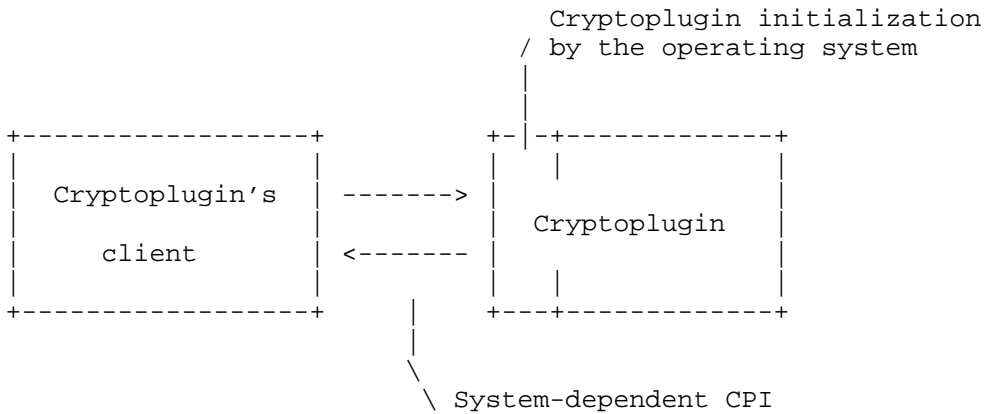 Cryptoplugin initialization
by the operating system
Cryptoplugin's
client
Cryptoplugin
System-dependent CPI